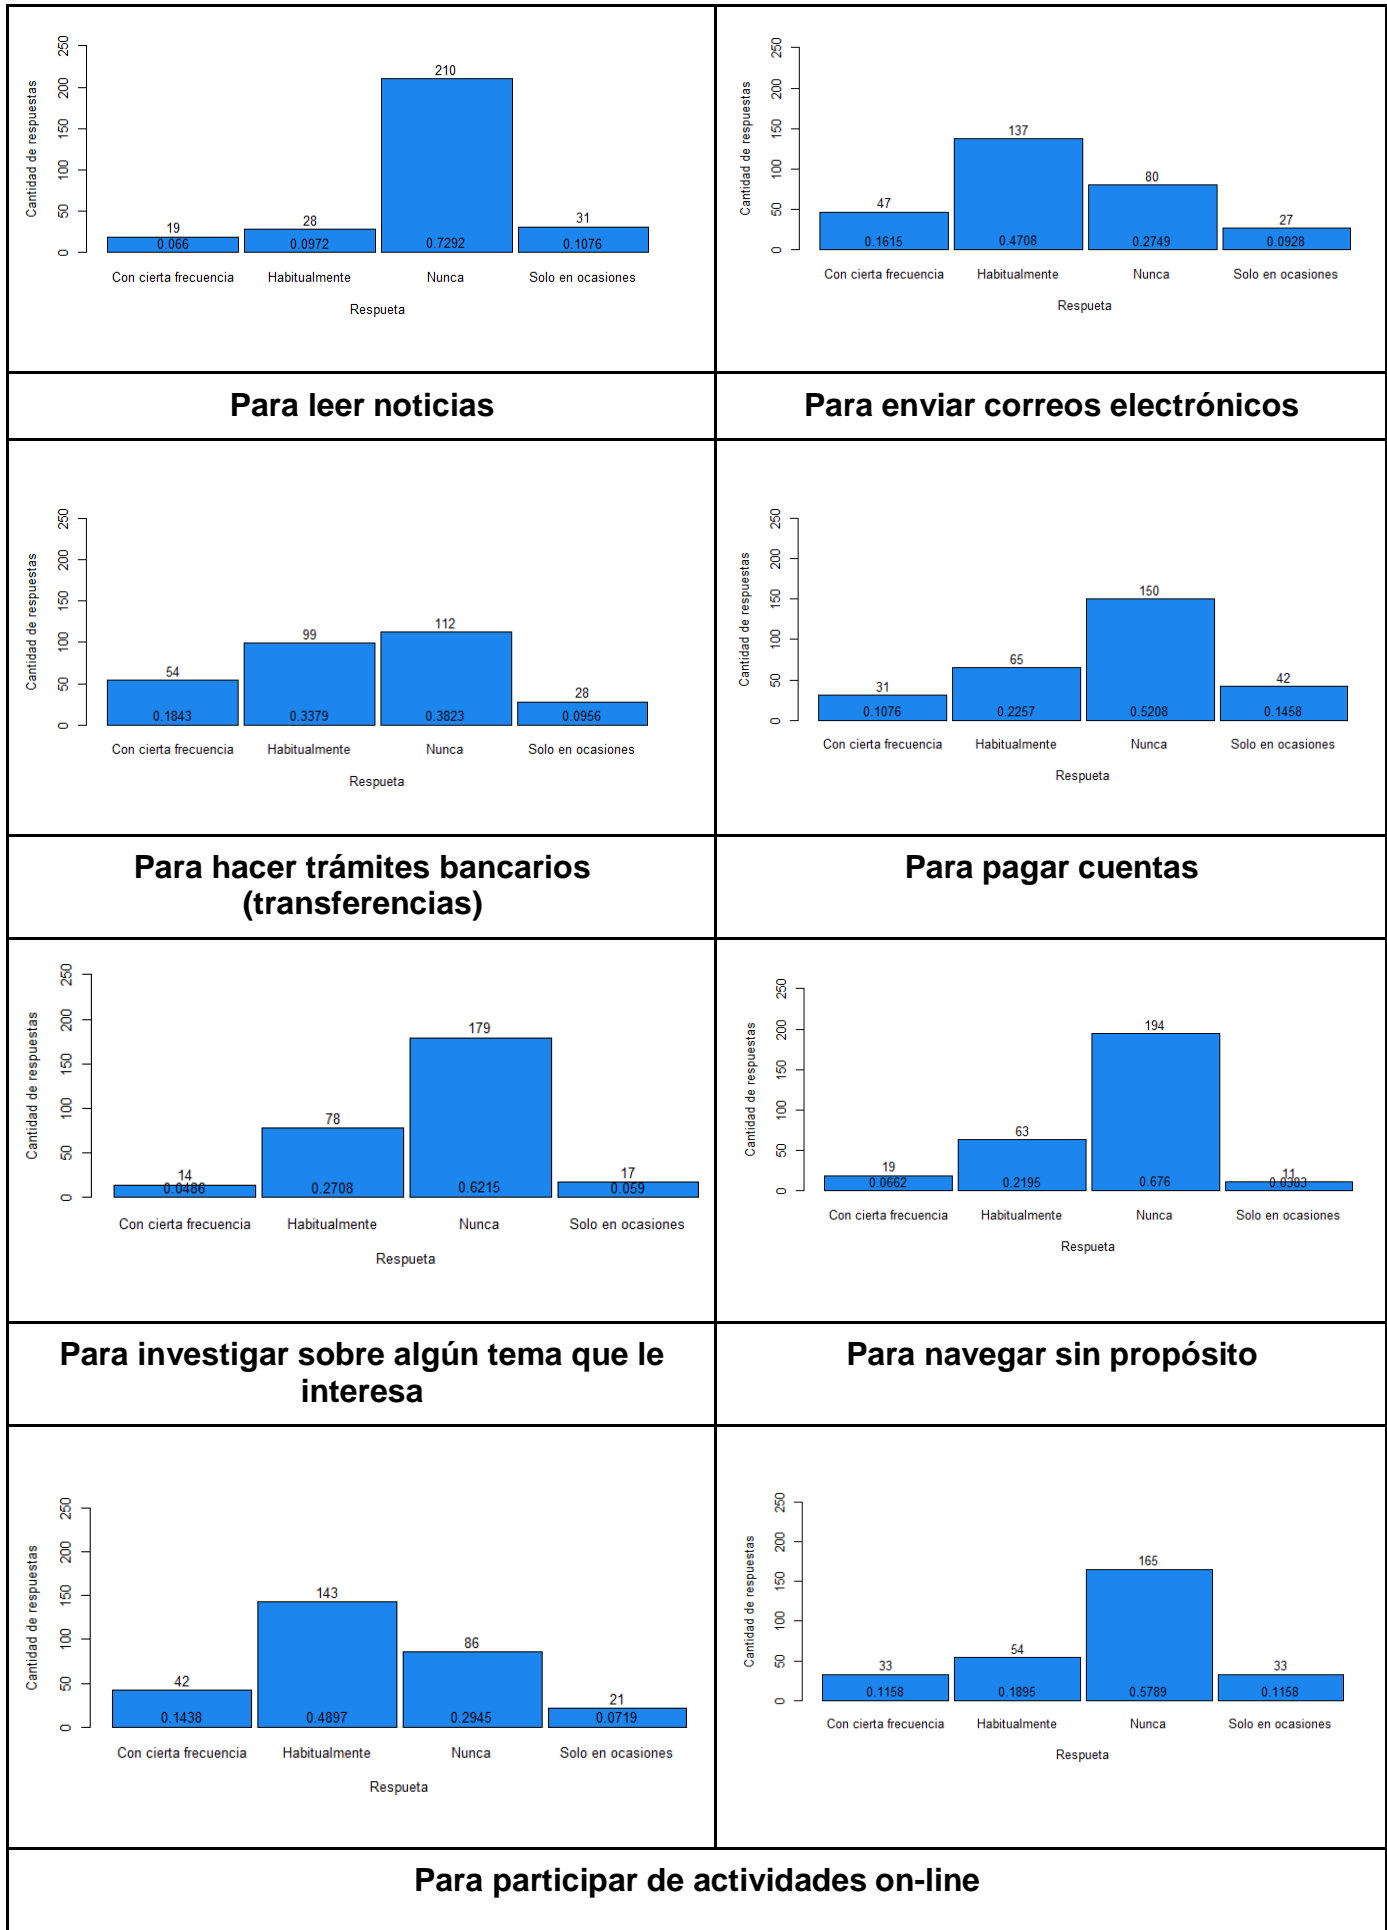 250
200
150
100
50
0
Cantidad de respuestas
19
28
210
31
0.066
0.0972
0.7292
0.1076
Con cierta frecuencia
Habitualmente
Nunca
Solo en ocasiones
Respueta
250
200
150
100
50
0
Cantidad de respuestas
47
137
80
27
0.1615
0.4708
0.2749
0.0928
Con cierta frecuencia
Habitualmente
Nunca
Solo en ocasiones
Respueta
Para leer noticias
Para enviar correos electrónicos
250
200
150
100
50
0
Cantidad de respuestas
54
99
112
28
0.1843
0.3379
0.3823
0.0956
Con cierta frecuencia
Habitualmente
Nunca
Solo en ocasiones
Respueta
250
200
150
100
50
0
Cantidad de respuestas
31
65
150
42
0.1076
0.2257
0.5208
0.1458
Con cierta frecuencia
Habitualmente
Nunca
Solo en ocasiones
Respueta
Para hacer trámites bancarios
(transferencias)
Para pagar cuentas
250
200
150
100
50
0
Cantidad de respuestas
14
78
179
17
0.0486
0.2708
0.6215
0.059
Con cierta frecuencia
Habitualmente
Nunca
Solo en ocasiones
Respueta
250
200
150
100
50
0
Cantidad de respuestas
19
63
194
11
0.0662
0.2195
0.676
0.0383
Con cierta frecuencia
Habitualmente
Nunca
Solo en ocasiones
Respueta
Para investigar sobre algún tema que le
interesa
Para navegar sin propósito
250
200
150
100
50
0
Cantidad de respuestas
42
143
86
21
0.1438
0.4897
0.2945
0.0719
Con cierta frecuencia
Habitualmente
Nunca
Solo en ocasiones
Respueta
250
200
150
100
50
0
Cantidad de respuestas
33
54
165
33
0.1158
0.1895
0.5789
0.1158
Con cierta frecuencia
Habitualmente
Nunca
Solo en ocasiones
Respueta
Para participar de actividades on-line